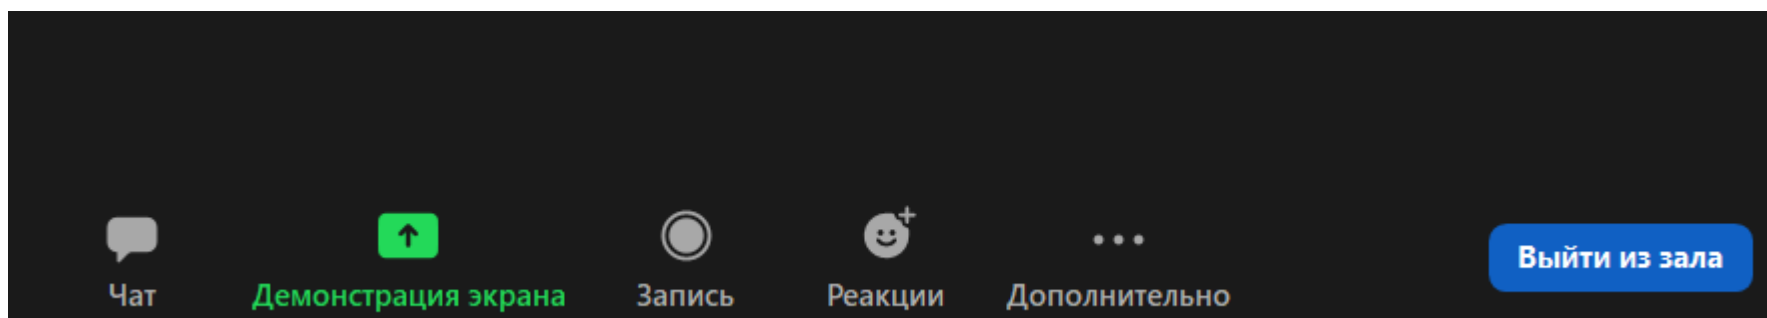 Чат
Демонстрация экрана
Запись
Реакции
Дополнительно
Выйти из зала